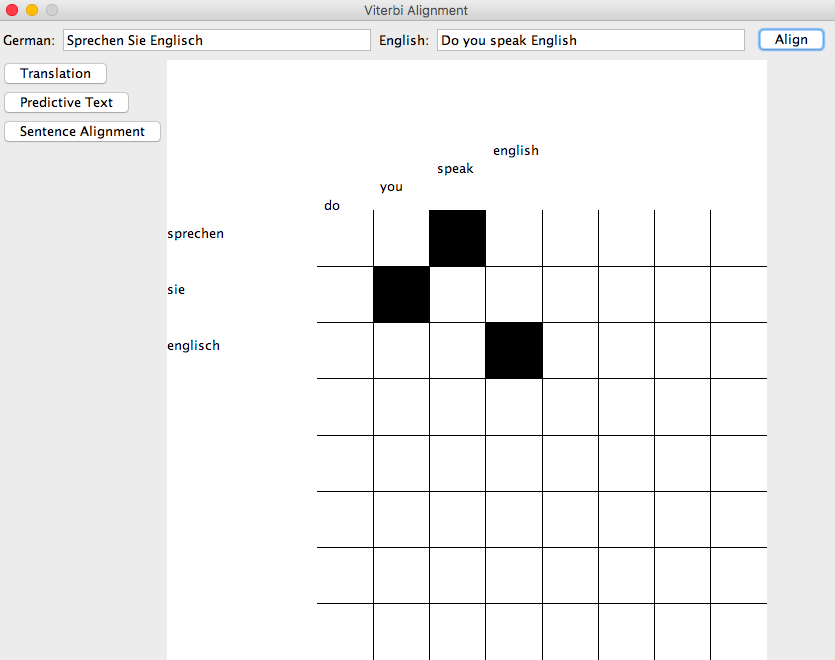 Viterbi Alignment
German: Sprechen Sie Englisch English: Do you speak English Align
Translation
Predictive Text
Sentence Alignment
english
speak
you
do
sprechen
sie
englisch